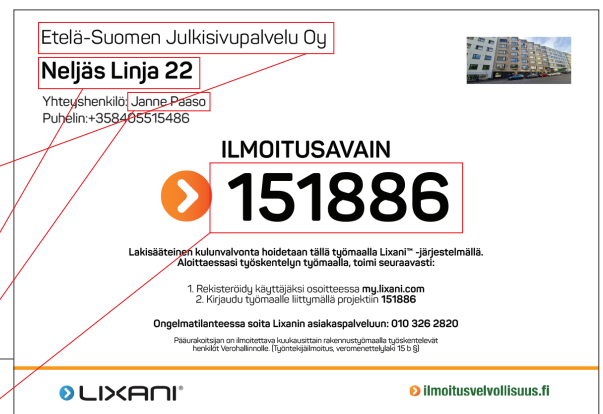 Etelä-Suomen Julkisivupalvelu Oy
Neljäs Linja 22
Yhteyshenkilö: Janne Paaso
Puhelin:+358405515486
ILMOITUSAVAIN
151886
Lakisääteinen kulunvalvonta hoidetaan tällä työmaalla Lixani™ -järjestelmällä.
Aloittaessasi työskentelyn työmaalla, toimi seuraavasti:
1. Rekisteröidy käyttäjäksi osoitteessa my.lixani.com
2. Kirjaudu työmaalle liittymällä projektiin 151886
Ongelmatilanteessa soita Lixanin asiakaspalveluun: 010 326 2820
Pääurakoitsijan on ilmoitettava kuukausittain rakennustyömaalla työskentelevät
henkilöt Verohallinnolle. (Työntekijäilmoitus, veromenettelylaki 15 b §)
LIXANI®
ilmoitusvelvollisuus.fi